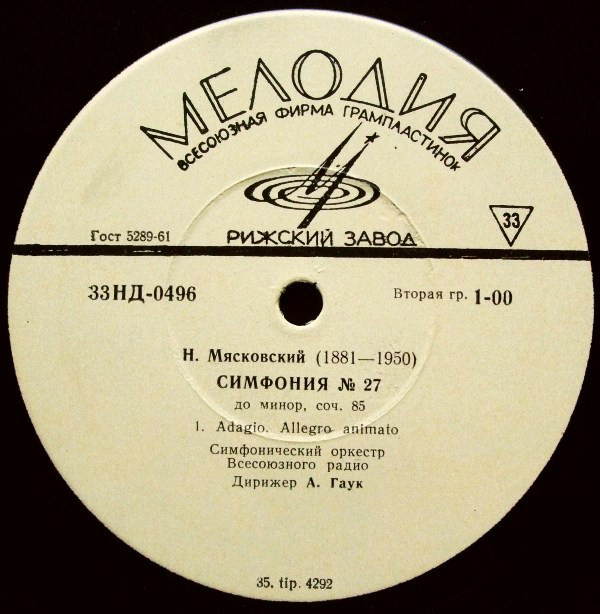 МЕЛОДИЯ
ВСЕСОЮЗНАЯ ФИРМА ГРАМПЛАСТИНОК
33
Гост 5289-61
РИЖСКИЙ ЗАВОД
33НД-0496
Вторая гр. 1-00
Н. Мясковский (1881—1950)
СИМФОНИЯ № 27
до минор, соч. 85
1. Adagio. Allegro animato
Симфонический оркестр
Всесоюзного радио
Дирижер А. Гаук
35. tip. 4292